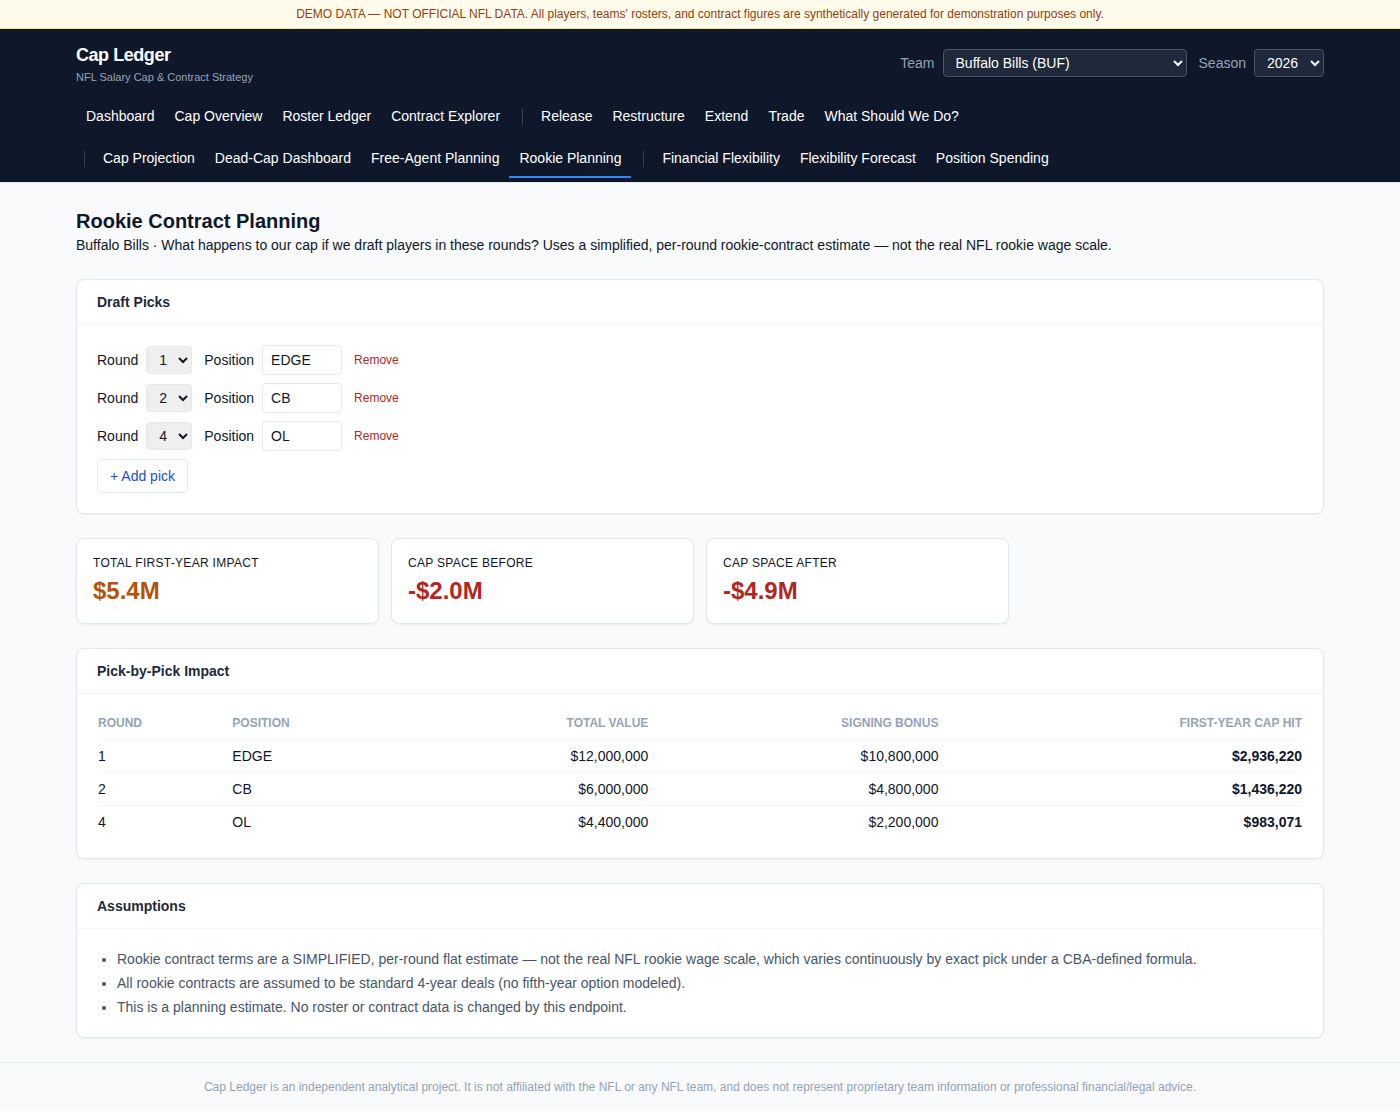 DEMO DATA — NOT OFFICIAL NFL DATA. All players, teams' rosters, and contract figures are synthetically generated for demonstration purposes only.
Cap Ledger
NFL Salary Cap & Contract Strategy
Team Buffalo Bills (BUF) Season 2026
Dashboard Cap Overview Roster Ledger Contract Explorer Release Restructure Extend Trade What Should We Do?
Cap Projection Dead-Cap Dashboard Free-Agent Planning Rookie Planning Financial Flexibility Flexibility Forecast Position Spending
Rookie Contract Planning
Buffalo Bills · What happens to our cap if we draft players in these rounds? Uses a simplified, per-round rookie-contract estimate — not the real NFL rookie wage scale.
Draft Picks
Round 1 Position EDGE Remove
Round 2 Position CB Remove
Round 4 Position OL Remove
+ Add pick
TOTAL FIRST-YEAR IMPACT
$5.4M
CAP SPACE BEFORE
-$2.0M
CAP SPACE AFTER
-$4.9M
Pick-by-Pick Impact
ROUND POSITION TOTAL VALUE SIGNING BONUS FIRST-YEAR CAP HIT
1 EDGE $12,000,000 $10,800,000 $2,936,220
2 CB $6,000,000 $4,800,000 $1,436,220
4 OL $4,400,000 $2,200,000 $983,071
Assumptions
• Rookie contract terms are a SIMPLIFIED, per-round flat estimate — not the real NFL rookie wage scale, which varies continuously by exact pick under a CBA-defined formula.
• All rookie contracts are assumed to be standard 4-year deals (no fifth-year option modeled).
• This is a planning estimate. No roster or contract data is changed by this endpoint.
Cap Ledger is an independent analytical project. It is not affiliated with the NFL or any NFL team, and does not represent proprietary team information or professional financial/legal advice.